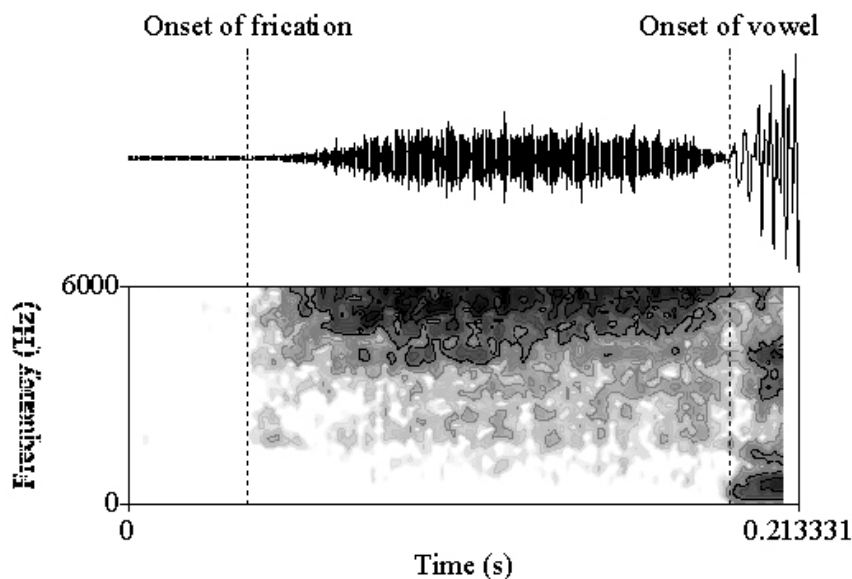 Onset of frication
Onset of vowel
6000
Frequency (Hz)
0
0
0.213331
Time (s)